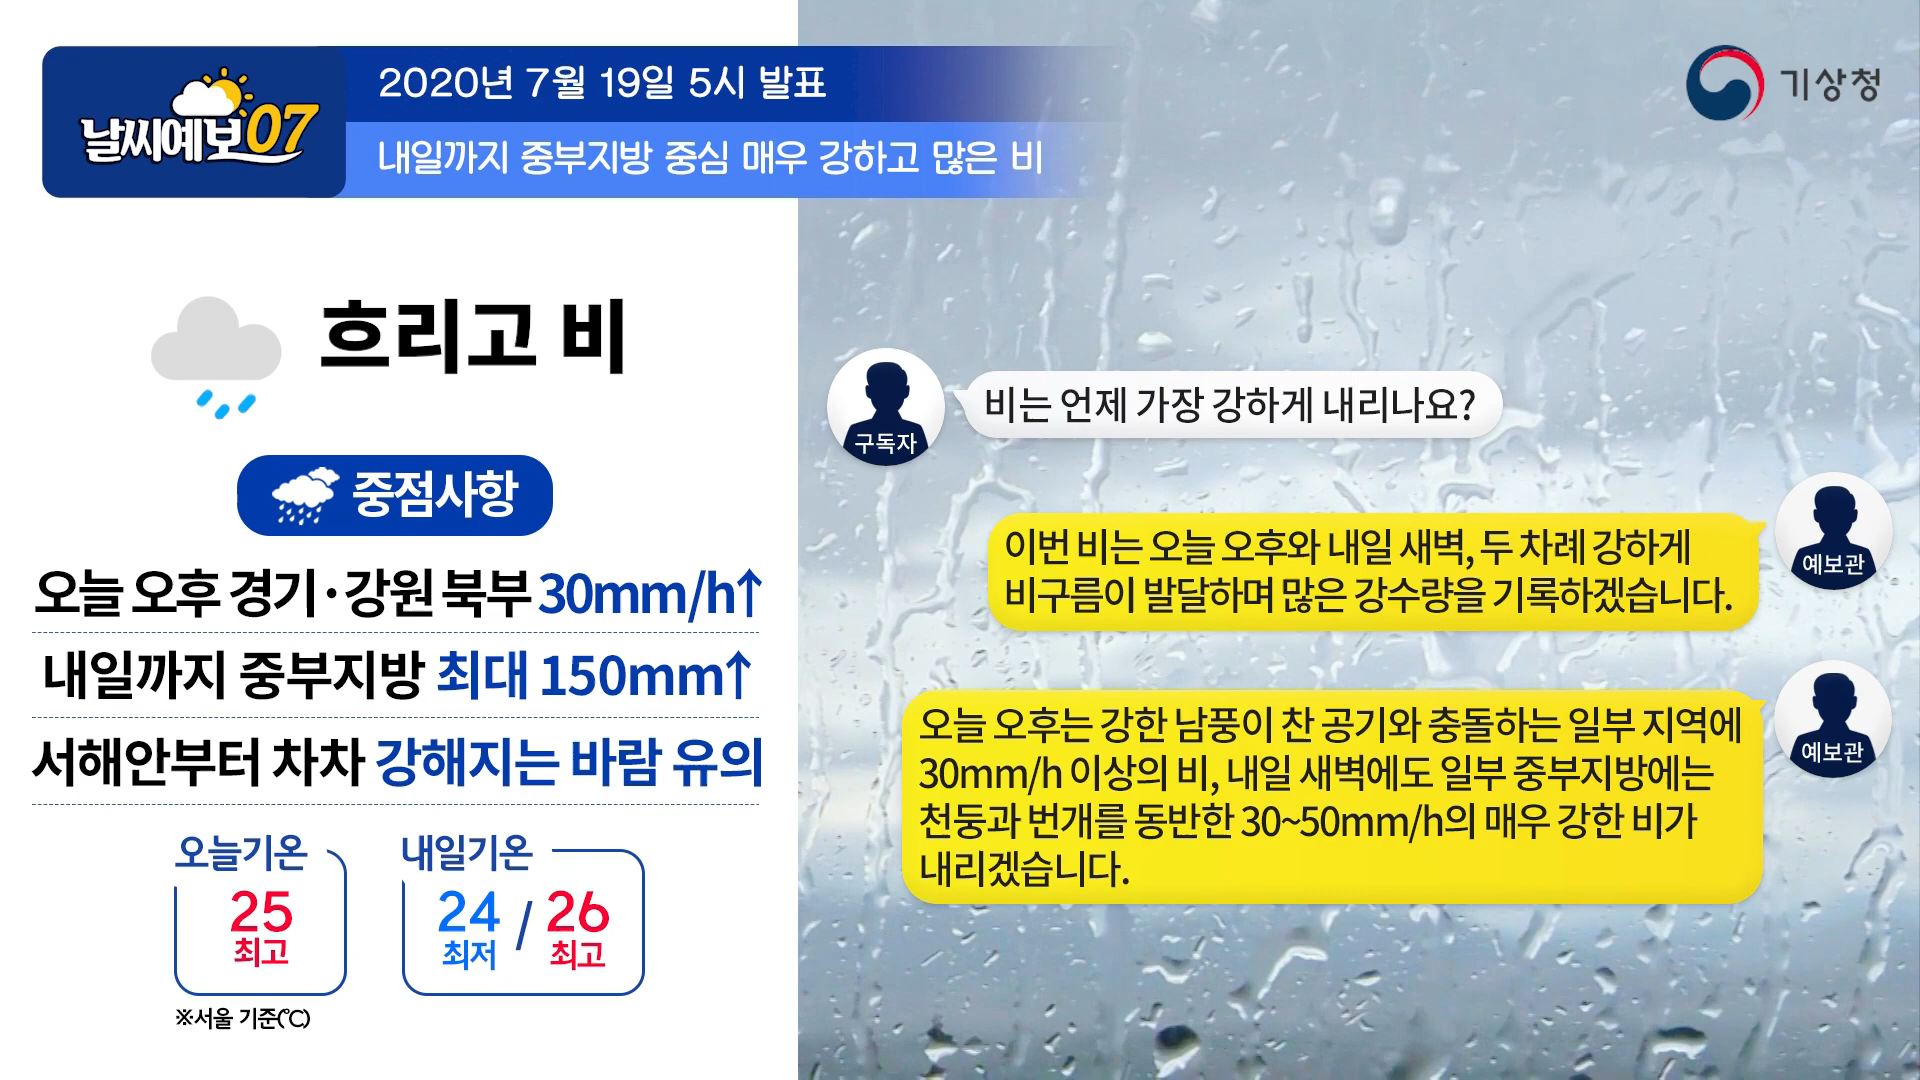 날씨예보07
2020년 7월 19일 5시 발표
내일까지 중부지방 중심 매우 강하고 많은 비
기상청
흐리고 비
중점사항
오늘 오후 경기·강원 북부 30mm/h↑
내일까지 중부지방 최대 150mm↑
서해안부터 차차 강해지는 바람 유의
오늘기온
25
최고
내일기온
24 / 26
최저 최고
※서울 기준(℃)
구독자
비는 언제 가장 강하게 내리나요?
이번 비는 오늘 오후와 내일 새벽, 두 차례 강하게
비구름이 발달하며 많은 강수량을 기록하겠습니다.
예보관
오늘 오후는 강한 남풍이 찬 공기와 충돌하는 일부 지역에
30mm/h 이상의 비, 내일 새벽에도 일부 중부지방에는
천둥과 번개를 동반한 30~50mm/h의 매우 강한 비가
내리겠습니다.
예보관